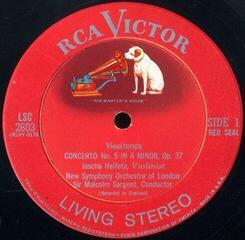 RCA VICTOR
"HIS MASTER'S VOICE"
LSC
2603
SIDE 1
RED SEAL
Vieuxtemps
CONCERTO No. 5 IN A MINOR, Op. 37
Jascha Heifetz, Violinist
New Symphony Orchestra of London
Sir Malcolm Sargent, Conductor
(Recorded in England)
LIVING STEREO